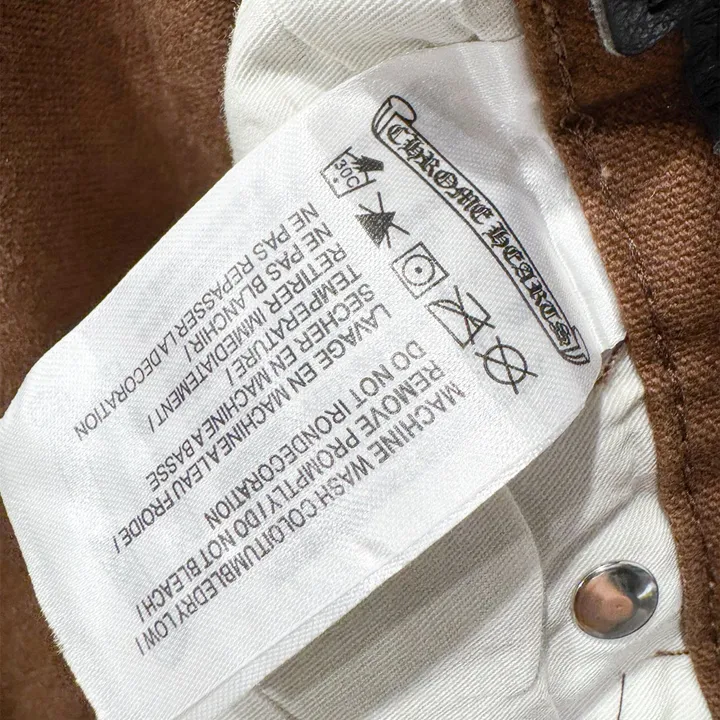 CHROME HEARTS
30C
MACHINE WASH COLD/TUMBLEDRY LOW/
REMOVE PROMPTLY/DO NOT BLEACH/
DO NOT IRONDECORATION
LAVAGE EN MACHINE A LEAU FROIDE/
SECHER EN MACHINE A BASSE
TEMPERATURE/
RETIRER IMMEDIATEMENT/
NE PAS BLANCHIR/
NE PAS REPASSER LA DECORATION